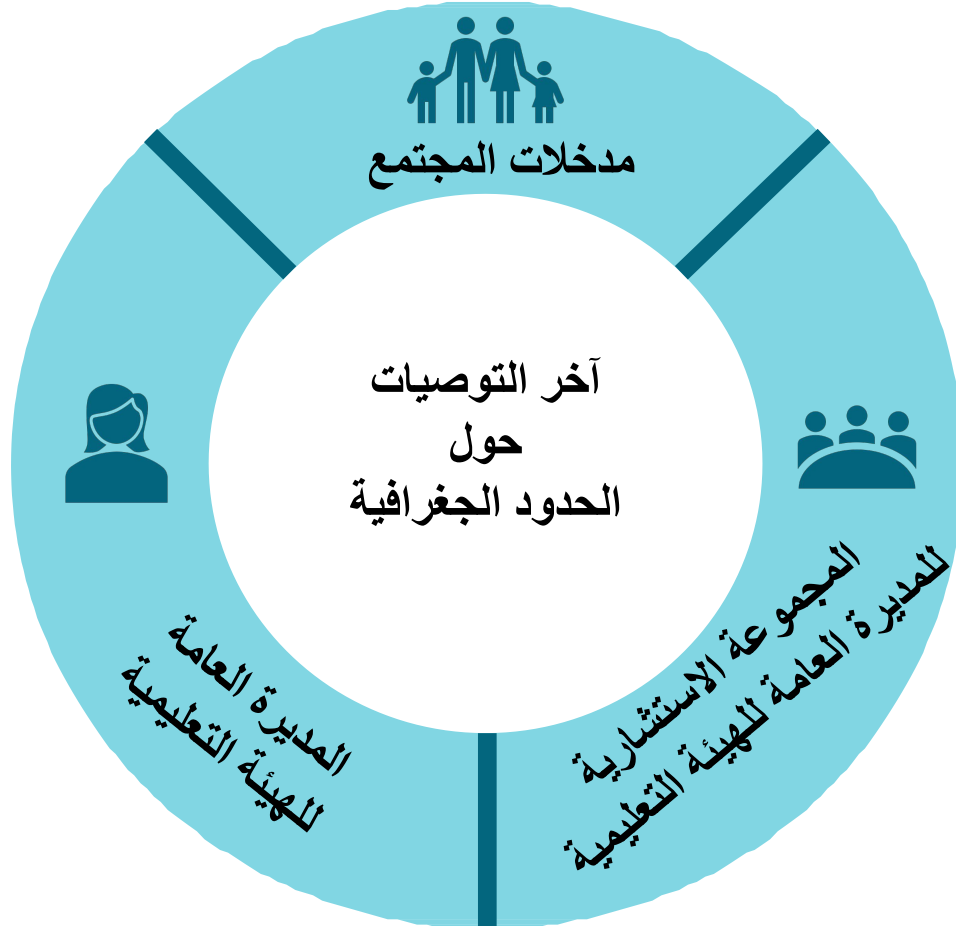 مدخلات المجتمع
آخر التوصيات
حول
الحدود الجغرافية
المجموعة الاستشارية
للمديرة العامة للهيئة التعليمية
المديرة العامة
للهيئة التعليمية